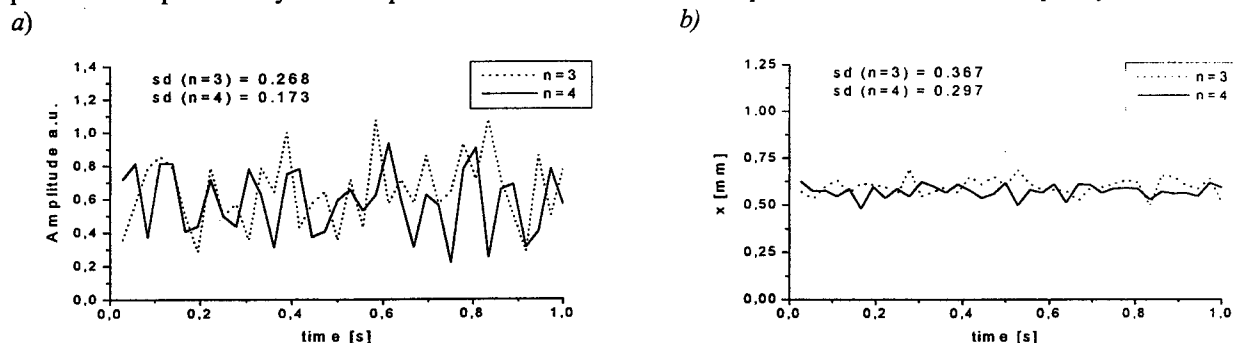 a)
b)
1,4
1,2
1,0
0,8
0,6
0,4
0,2
0,0
Amplitude a.u.
sd (n=3) = 0.268
sd (n=4) = 0.173
n=3
n=4
0,0 0,2 0,4 0,6 0,8 1,0
time [s]
1.25
1.00
0.75
0.50
0,00
x [mm]
sd (n=3) = 0.367
sd (n=4) = 0.297
n=3
n=4
0.0 0,2 0,4 0,6 0,8 1.0
time [s]